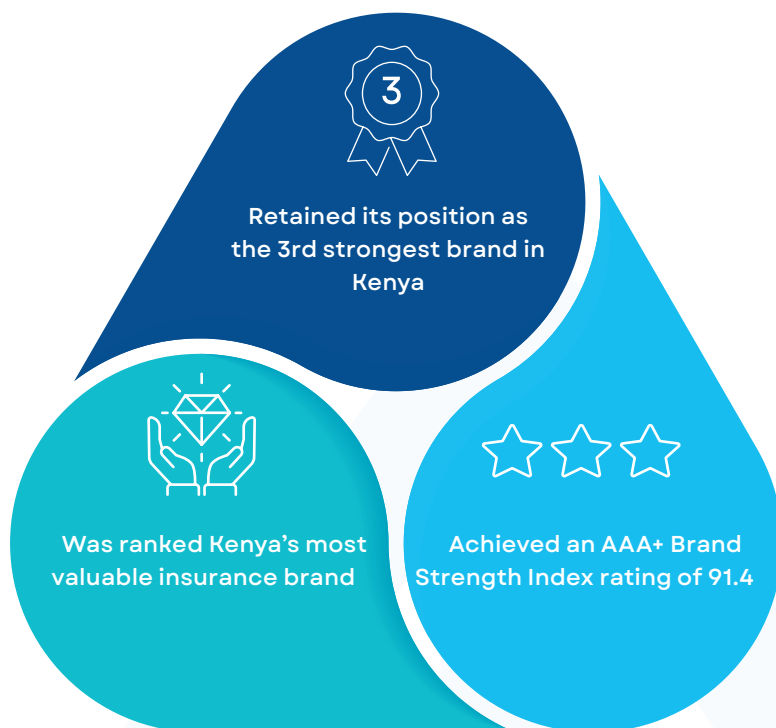 3
Retained its position as
the 3rd strongest brand in
Kenya
Was ranked Kenya’s most
valuable insurance brand
Achieved an AAA+ Brand
Strength Index rating of 91.4